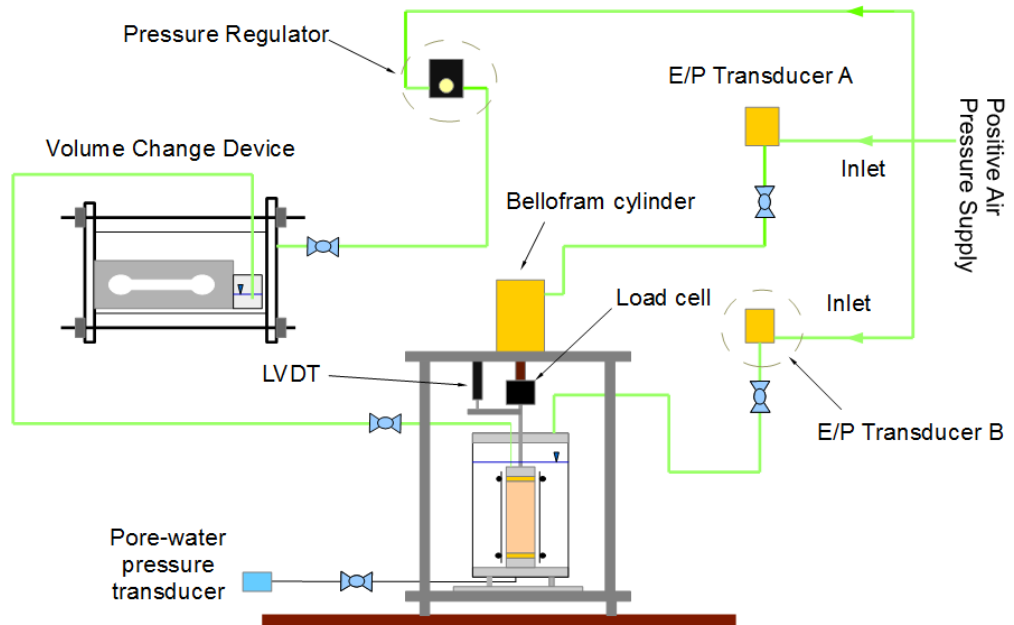 Pressure Regulator
E/P Transducer A
Positive Air
Pressure Supply
Volume Change Device
Inlet
Bellofram cylinder
Load cell
Inlet
LVDT
E/P Transducer B
Pore-water
pressure
transducer